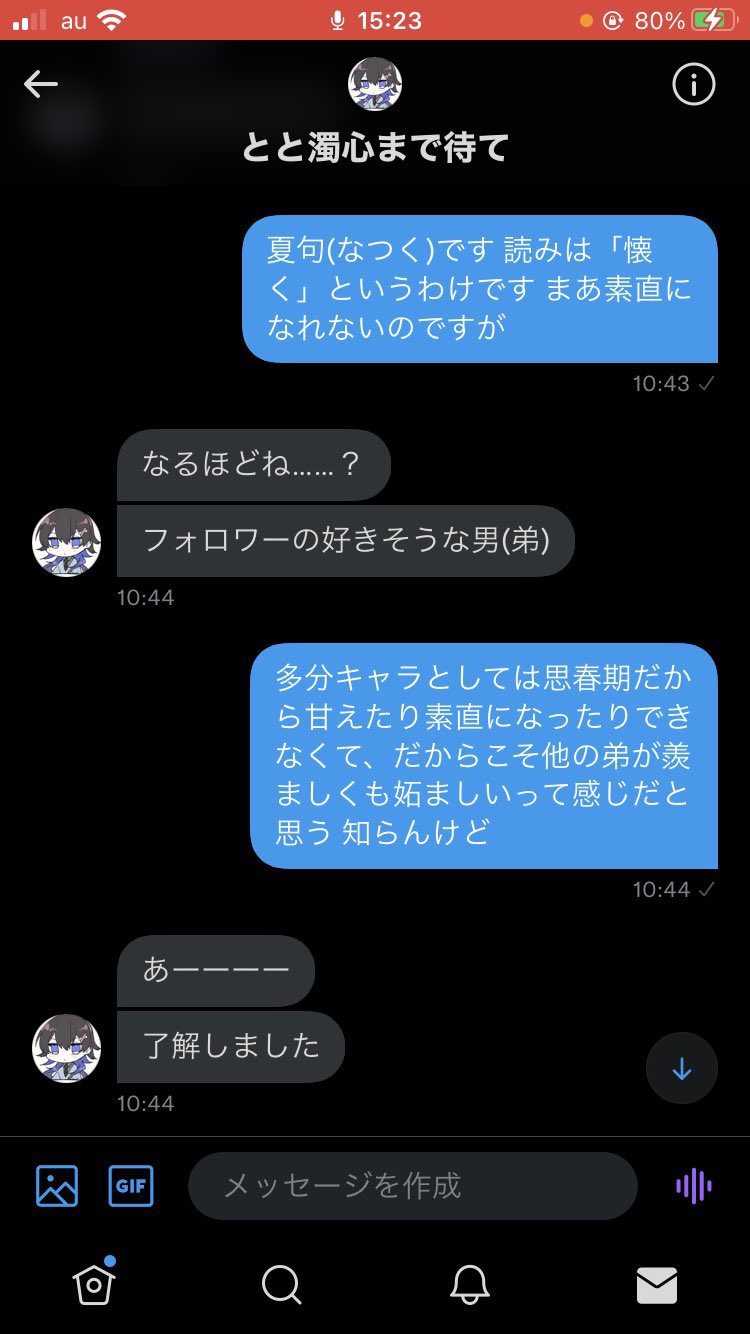 au
15:23
80%
とと濁心まで待て
夏句(なつく)です 読みは「懐
く」というわけです まあ素直に
なれないのですが
10:43 ✓
なるほどね……？
フォロワーの好きそうな男(弟)
10:44
多分キャラとしては思春期だか
ら甘えたり素直になったりでき
なくて、だからこそ他の弟が羨
ましくも妬ましいって感じだと
思う 知らんけど
10:44 ✓
あーーーー
了解しました
10:44
GIF
メッセージを作成